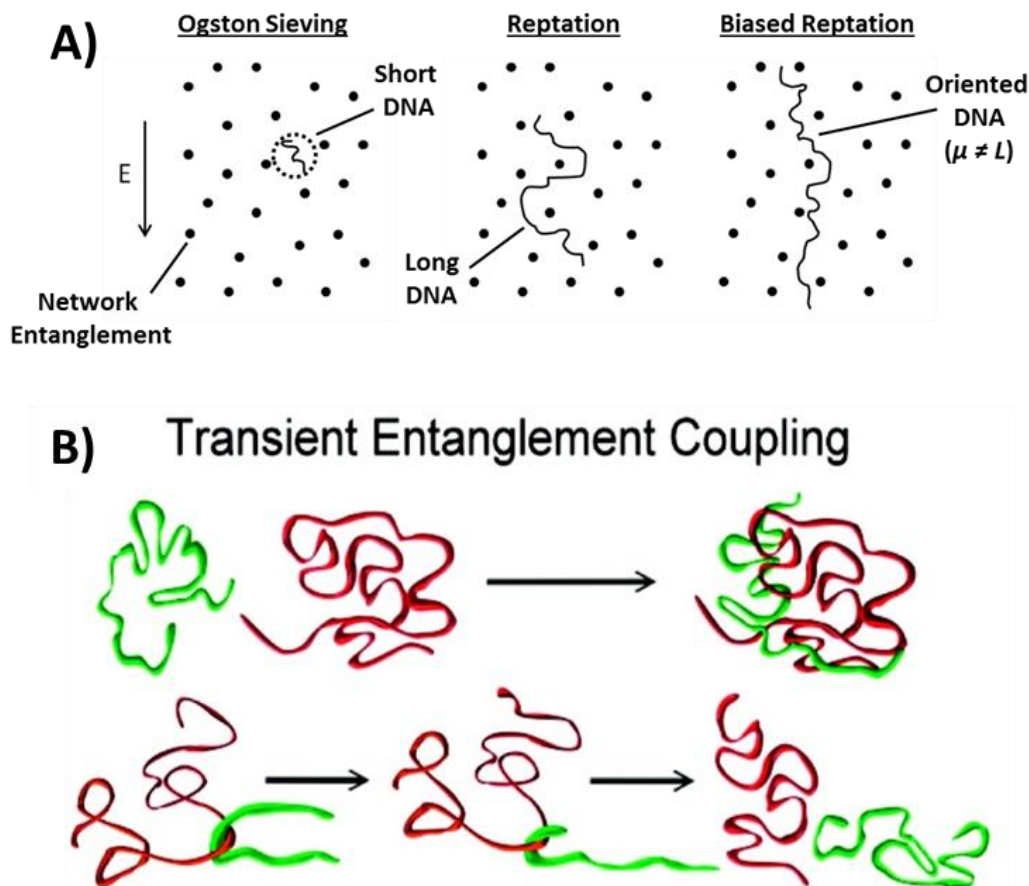 A)
Ogston Sieving
Reptation
Biased Reptation
Short
DNA
Oriented
DNA
(μ ≠ L)
E
Long
DNA
Network
Entanglement
B)
Transient Entanglement Coupling